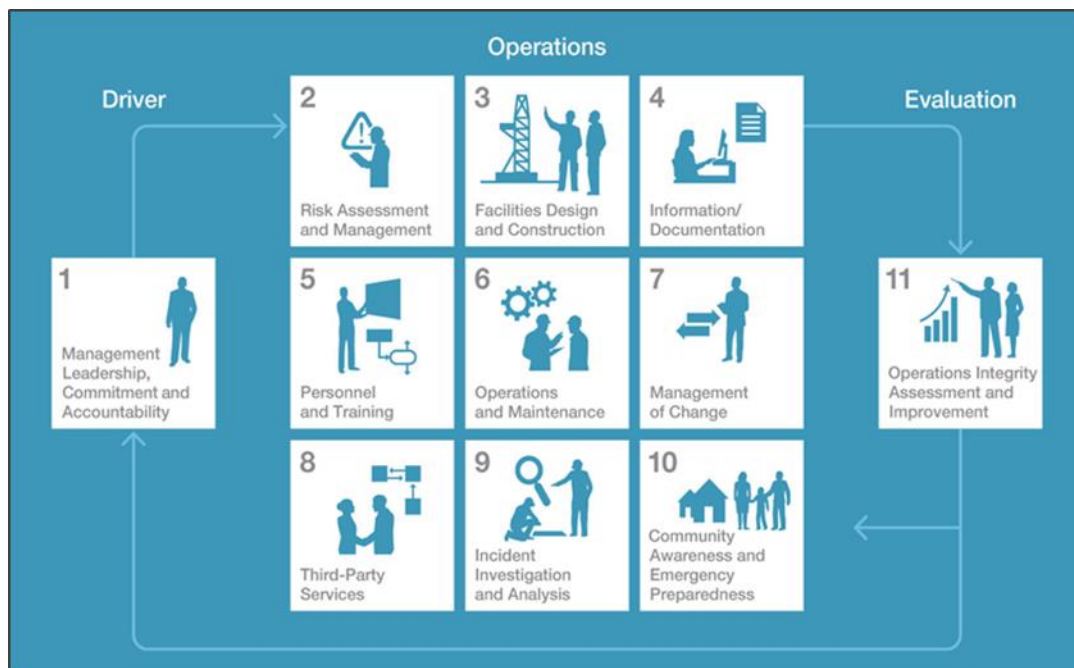 Operations
Driver
Evaluation
2
Risk Assessment
and Management
3
Facilities Design
and Construction
4
Information/
Documentation
1
Management
Leadership,
Commitment and
Accountability
5
Personnel
and Training
6
Operations
and Maintenance
7
Management
of Change
11
Operations Integrity
Assessment and
Improvement
8
Third-Party
Services
9
Incident
Investigation
and Analysis
10
Community
Awareness and
Emergency
Preparedness